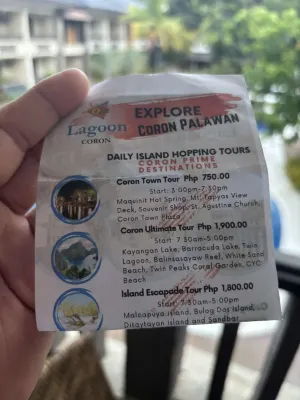 Lagoon
CORON
EXPLORE
CORON PALAWAN
DAILY ISLAND HOPPING TOURS
CORON PRIME
DESTINATIONS
Coron Town Tour Php 750.00
Start: 3:00pm-7:30pm
Maquinit Hot Spring, Mt. Tapyas View
Deck, Souvenir Shop, St. Agustine Church,
Coron Town Plaza
Coron Ultimate Tour Php 1,900.00
Start: 7:30am-5:00pm
Kayangan Lake, Barracuda Lake, Twin
Lagoon, Balinsasayaw Reef, White Sand
Beach, Twin Peaks Coral Garden, CYC
Beach
Island Escapade Tour Php 1,800.00
Start: 7:30am-5:00pm
Malcapuya Island, Bulog Dos Island,
Ditaytayan Island and Sandbar